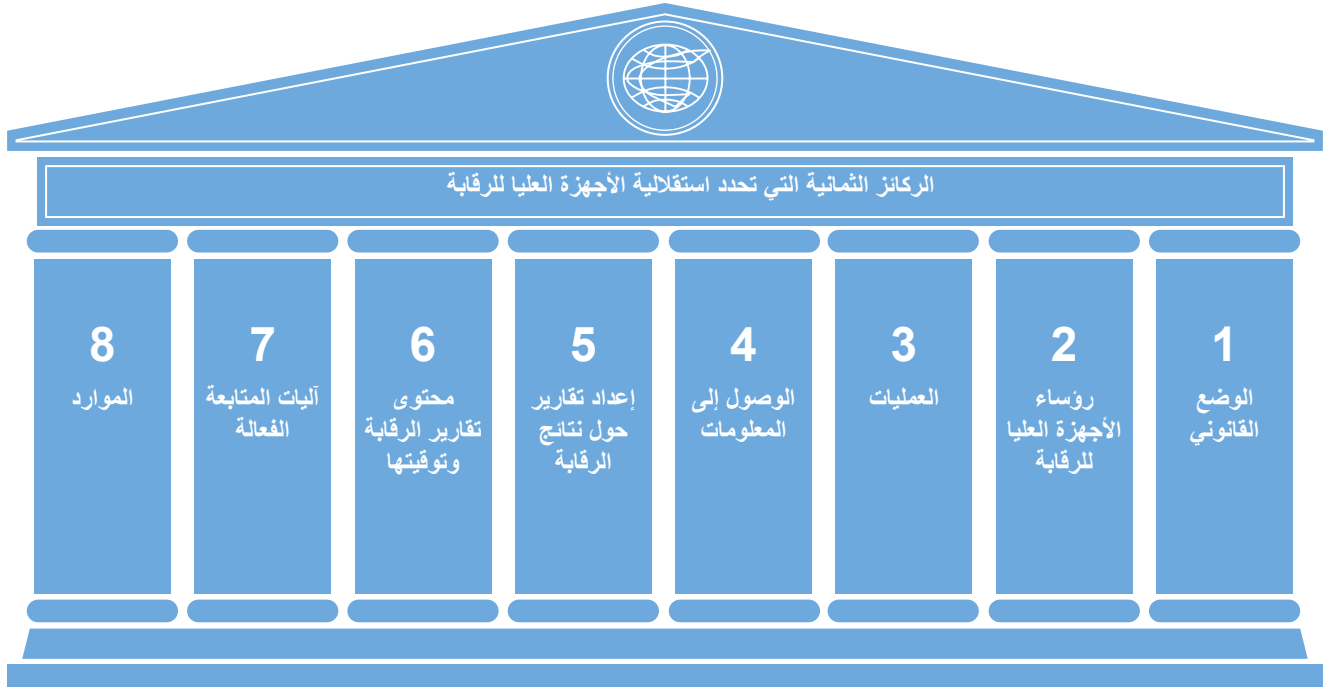 الركائز الثمانية التي تحدد استقلالية الأجهزة العليا للرقابة
1
الوضع
القانوني
2
رؤساء
الأجهزة العليا
للرقابة
3
العمليات
4
الوصول إلى
المعلومات
5
إعداد تقارير
حول نتائج
الرقابة
6
محتوى
تقارير الرقابة
وتوقيتها
7
آليات المتابعة
الفعالة
8
الموارد